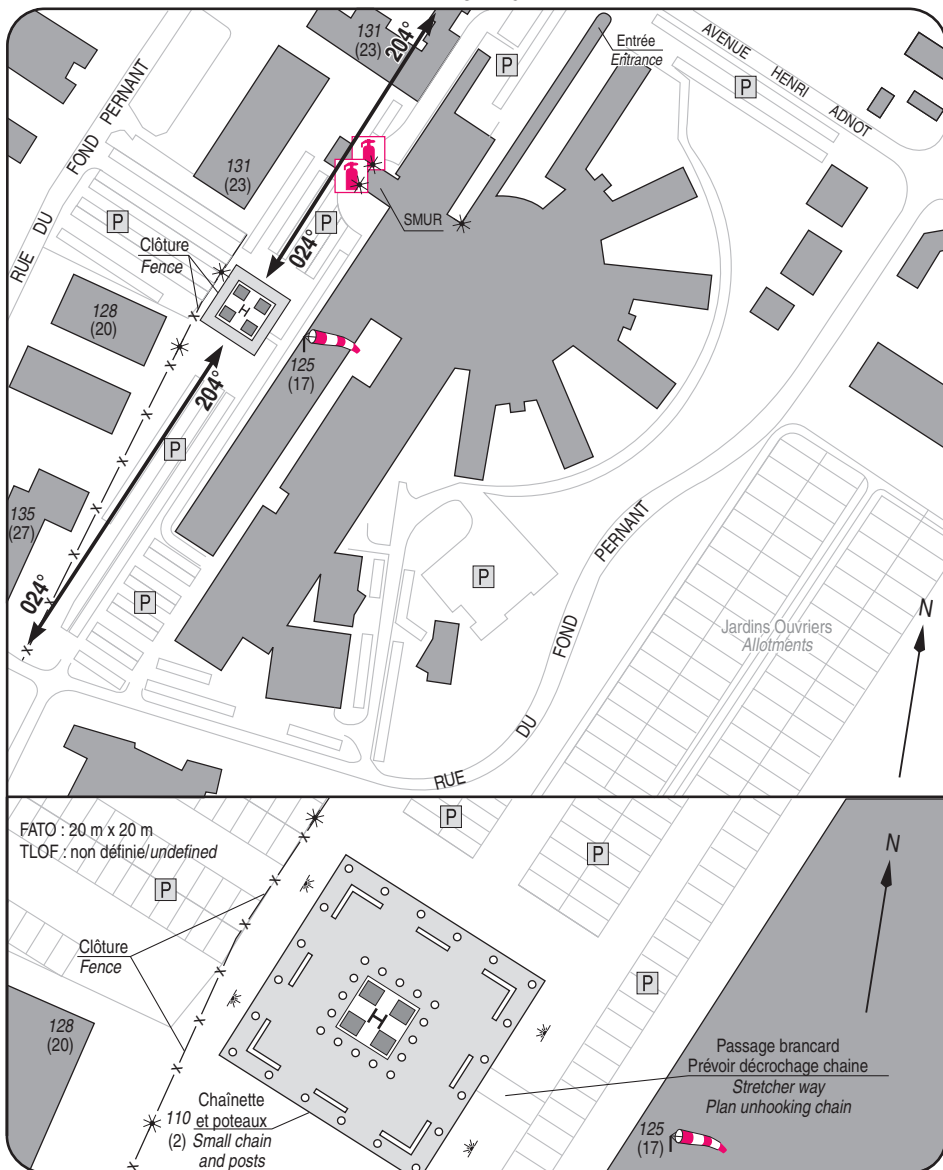 131
(23)
204°
P
Entrée
Entrance
AVENUE HENRI ADNOT
P
RUE DU FOND PERNANT
131
(23)
P
P
SMUR
024°
Clôture
Fence
H
128
(20)
125
(17)
204°
P
135
(27)
024°
P
P
RUE DU FOND PERNANT
Jardins Ouvriers
Allotments
N
FATO : 20 m x 20 m
TLOF : non définie/undefined
P
P
P
N
Clôture
Fence
P
H
128
(20)
Passage brancard
Prévoir décrochage chaine
Stretcher way
Plan unhooking chain
Chaînette
et poteaux
Small chain
and posts
110
(2)
125
(17)